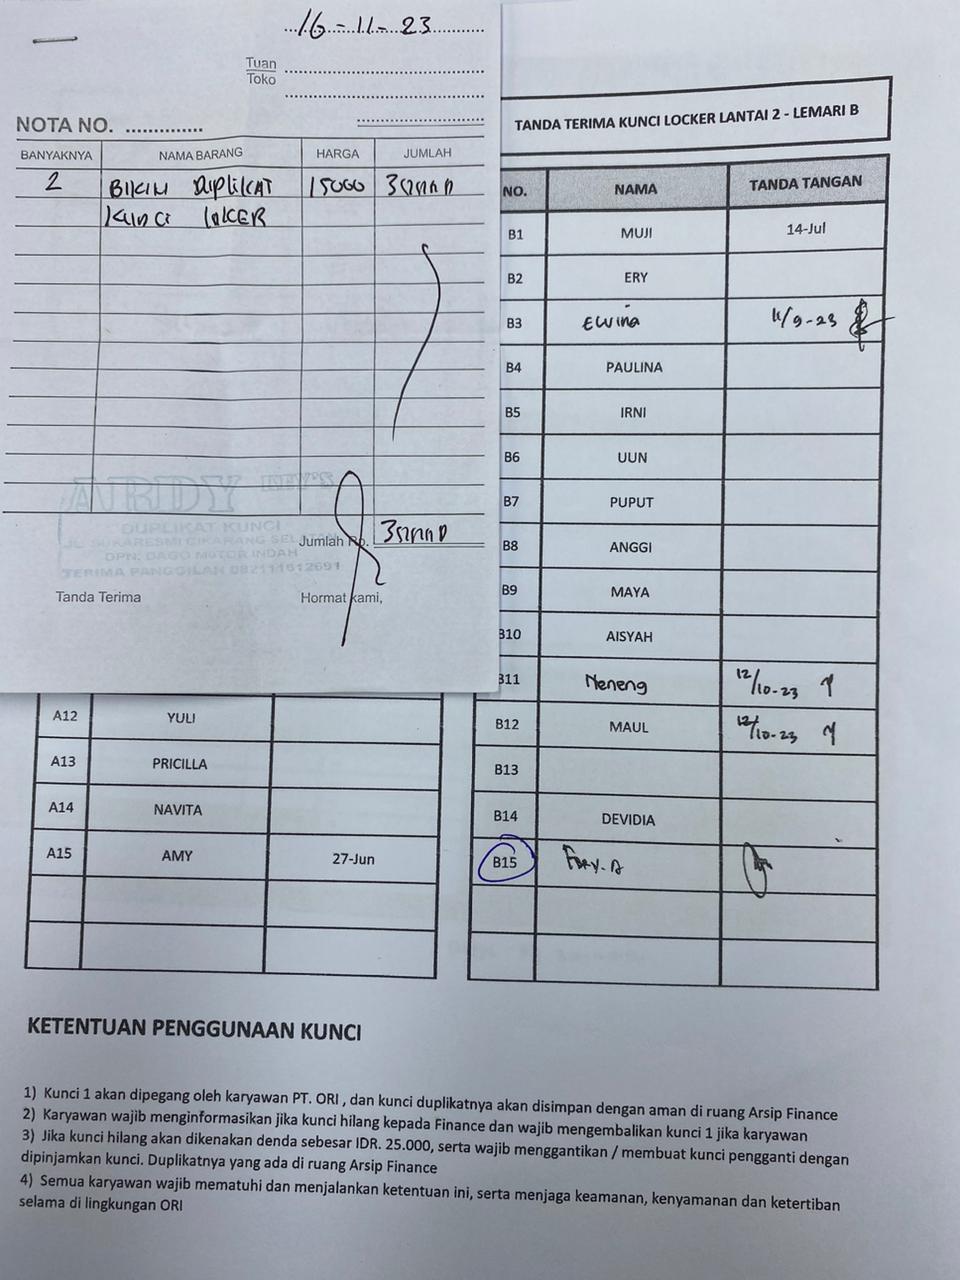 16-11-23
Tuan
Toko
NOTA NO. ..............
BANYAKNYA NAMA BARANG HARGA JUMLAH
2 BIKIN DUPLIKAT 15000 30000
KUNCI LOKER
ARDY KEY'S
DUPLIKAT KUNCI
JL SUKARESMI CIKARANG SELATAN
DPN: DAGO MOTOR INDAH
TERIMA PANGGILAN 082111612691
Jumlah Rp. 30000
Tanda Terima Hormat kami,
TANDA TERIMA KUNCI LOCKER LANTAI 2 - LEMARI B
NO. NAMA TANDA TANGAN
B1 MUJI 14-Jul
B2 ERY
B3 Elvina 11/9-23
B4 PAULINA
B5 IRNI
B6 UUN
B7 PUPUT
B8 ANGGI
B9 MAYA
B10 AISYAH
B11 Neneng 12/10-23
B12 MAUL 12/10-23
B13
B14 DEVIDIA
B15
A12 YULI
A13 PRICILLA
A14 NAVITA
A15 AMY 27-Jun
KETENTUAN PENGGUNAAN KUNCI
1) Kunci 1 akan dipegang oleh karyawan PT. ORI , dan kunci duplikatnya akan disimpan dengan aman di ruang Arsip Finance
2) Karyawan wajib menginformasikan jika kunci hilang kepada Finance dan wajib mengembalikan kunci 1 jika karyawan
3) Jika kunci hilang akan dikenakan denda sebesar IDR. 25.000, serta wajib menggantikan / membuat kunci pengganti dengan
dipinjamkan kunci. Duplikatnya yang ada di ruang Arsip Finance
4) Semua karyawan wajib mematuhi dan menjalankan ketentuan ini, serta menjaga keamanan, kenyamanan dan ketertiban
selama di lingkungan ORI